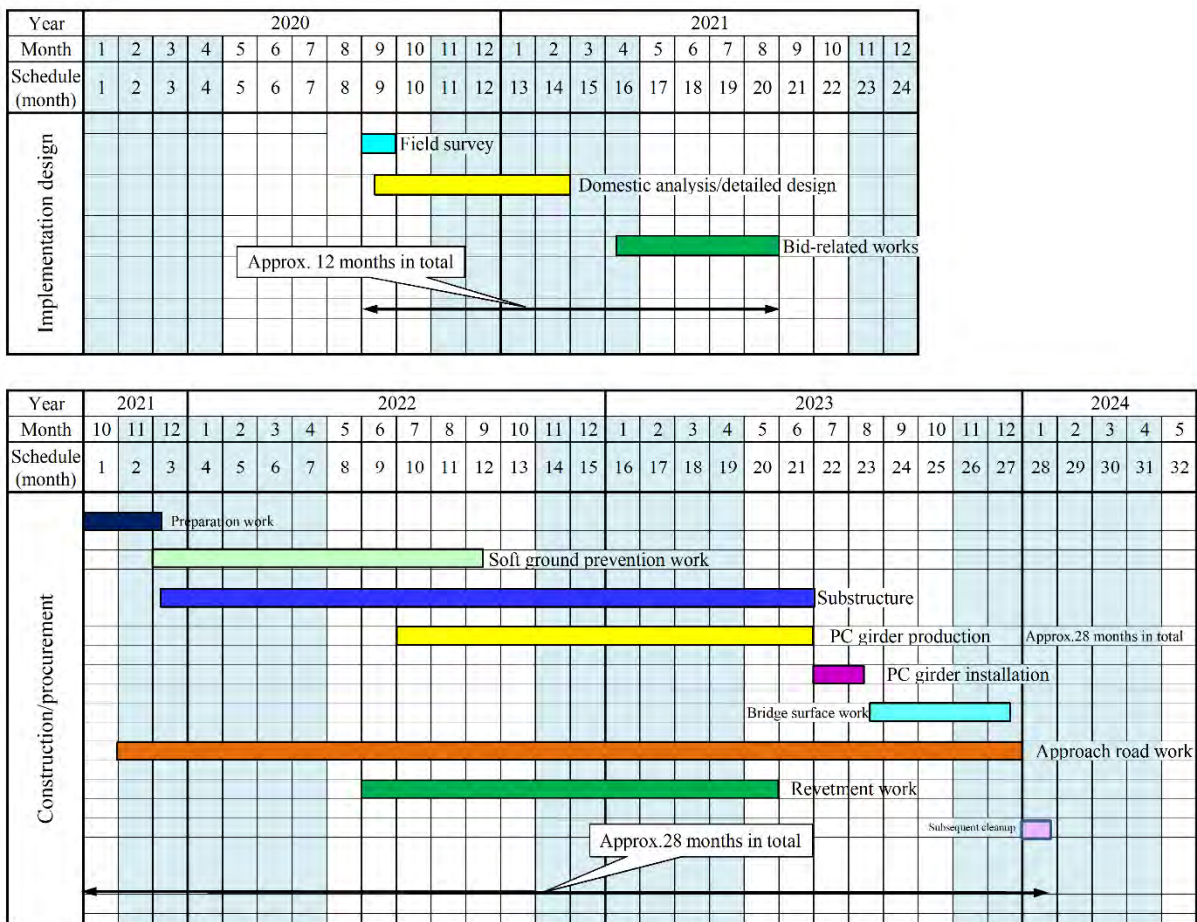 Year 2020 2021
Month 1 2 3 4 5 6 7 8 9 10 11 12 1 2 3 4 5 6 7 8 9 10 11 12
Schedule
(month) 1 2 3 4 5 6 7 8 9 10 11 12 13 14 15 16 17 18 19 20 21 22 23 24
Implementation design
Field survey
Domestic analysis/detailed design
Bid-related works
Approx. 12 months in total
Year 2021 2022 2023 2024
Month 10 11 12 1 2 3 4 5 6 7 8 9 10 11 12 1 2 3 4 5 6 7 8 9 10 11 12 1 2 3 4 5
Schedule
(month) 1 2 3 4 5 6 7 8 9 10 11 12 13 14 15 16 17 18 19 20 21 22 23 24 25 26 27 28 29 30 31 32
Construction/procurement
Preparation work
Soft ground prevention work
Substructure
PC girder production Approx.28 months in total
PC girder installation
Bridge surface work
Approach road work
Revetment work
Subsequent cleanup
Approx.28 months in total